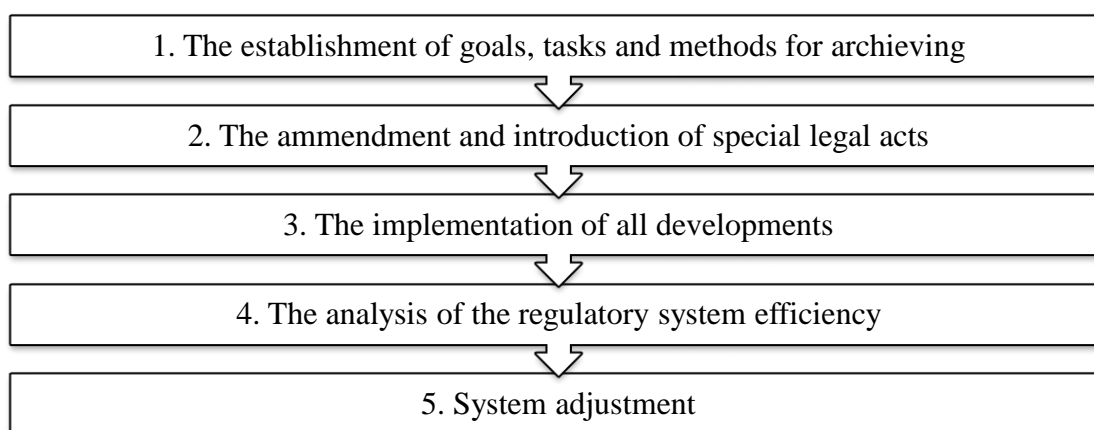 1. The establishment of goals, tasks and methods for archieving
2. The ammendment and introduction of special legal acts
3. The implementation of all developments
4. The analysis of the regulatory system efficiency
5. System adjustment